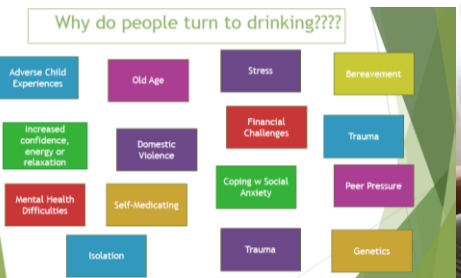 Why do people turn to drinking????
Adverse Child
Experiences
Old Age
Stress
Bereavement
Increased
confidence,
energy or
relaxation
Domestic
Violence
Financial
Challenges
Trauma
Mental Health
Difficulties
Self-Medicating
Coping w Social
Anxiety
Peer Pressure
Isolation
Trauma
Genetics